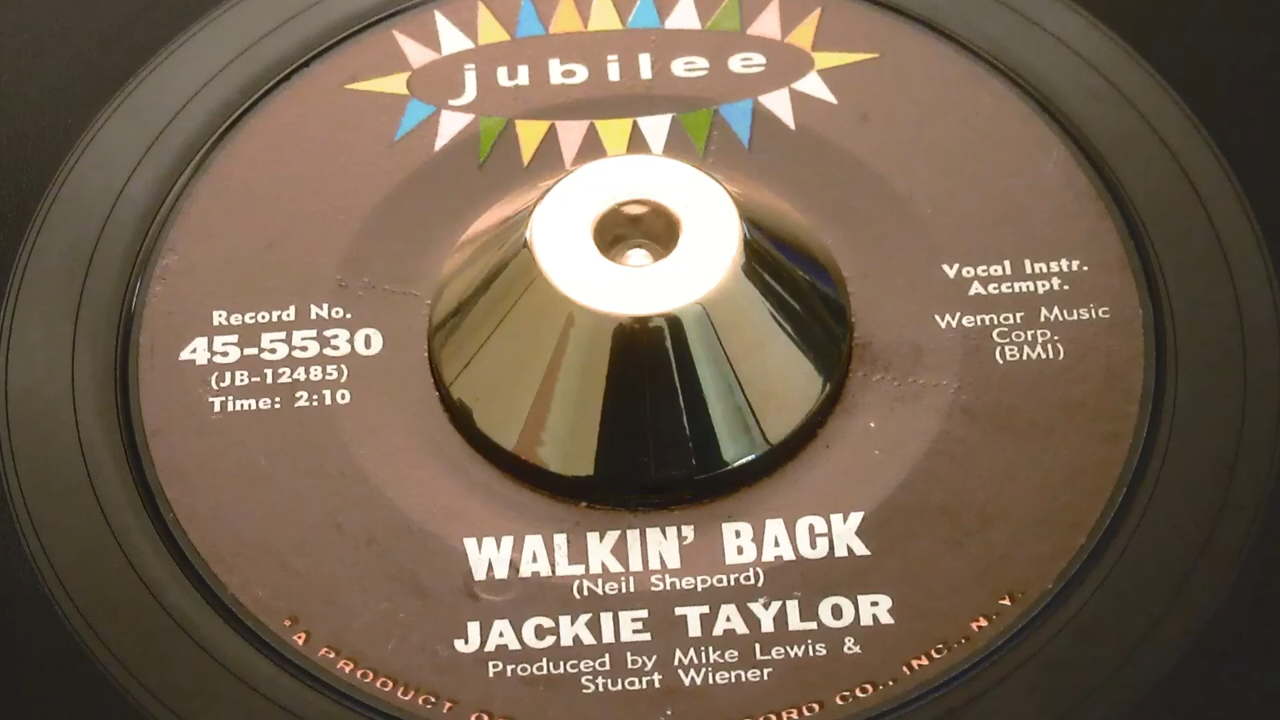 jubilee
Record No.
45-5530
(JB-12485)
Time: 2:10
Vocal Instr.
Accmpt.
Wemar Music
Corp.
(BMI)
WALKIN' BACK
(Neil Shepard)
JACKIE TAYLOR
Produced by Mike Lewis &
Stuart Wiener
"A PRODUCT CO., INC., N.Y.